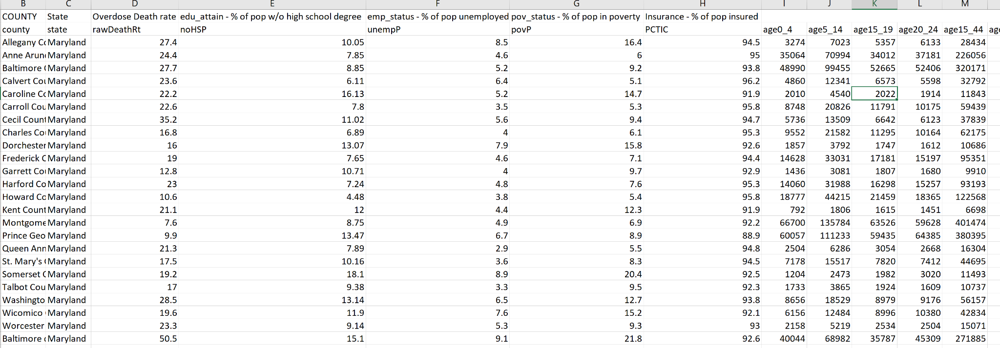 B C D E F G H I J K L M
COUNTY State Overdose Death rate edu_attain - % of pop w/o high school degree emp_status - % of pop unemployed pov_status - % of pop in poverty Insurance - % of pop insured
county state rawDeathRt noHSP unempP povP PCTIC age0_4 age5_14 age15_19 age20_24 age15_44 age
Allegany Co Maryland 27.4 10.05 8.5 16.4 94.5 3274 7023 5357 6133 28434
Anne Arun Maryland 24.4 7.85 4.6 6 95 35064 70994 34012 37181 226056
Baltimore Maryland 27.7 8.85 5.2 9.2 93.8 48990 99455 52665 52406 320171
Calvert Cou Maryland 23.6 6.11 6.4 5.1 96.2 4860 12341 6573 5598 32792
Caroline Co Maryland 22.2 16.13 5.2 14.7 91.9 2010 4540 2022 1914 11843
Carroll Cou Maryland 22.6 7.8 3.5 5.3 95.8 8748 20826 11791 10175 59439
Cecil Count Maryland 35.2 11.02 5.6 9.4 94.7 5736 13509 6642 6123 37839
Charles Co Maryland 16.8 6.89 4 6.1 95.3 9552 21582 11295 10164 62175
Dorchester Maryland 16 13.07 7.9 15.8 92.6 1857 3792 1747 1612 10686
Frederick C Maryland 19 7.65 4.6 7.1 94.4 14628 33031 17181 15197 95351
Garrett Co Maryland 12.8 10.71 4 9.7 92.9 1436 3081 1807 1680 9910
Harford Co Maryland 23 7.24 4.8 7.6 95.3 14060 31988 16298 15257 93193
Howard Co Maryland 10.6 4.48 3.8 5.4 95.8 18777 44215 21459 18365 122568
Kent Count Maryland 21.1 12 4.4 12.3 91.9 792 1806 1615 1451 6698
Montgome Maryland 7.6 8.75 4.9 6.9 92.2 66700 135784 63526 59628 401474
Prince Geo Maryland 9.9 13.47 6.7 8.9 88.9 60057 111233 59435 64385 380395
Queen Ann Maryland 21.3 7.89 2.9 5.5 94.8 2504 6286 3054 2668 16304
St. Mary's Maryland 17.5 10.16 3.6 8.3 94.5 7178 15517 7820 7412 44695
Somerset C Maryland 19.2 18.1 8.9 20.4 92.5 1204 2473 1982 3020 11493
Talbot Cou Maryland 17 9.38 3.3 9.5 92.3 1733 3865 1924 1609 10737
Washingto Maryland 28.5 13.14 6.5 12.7 93.8 8656 18529 8979 9176 56157
Wicomico Maryland 19.6 11.9 7.6 15.2 92.1 6156 12484 8996 10380 42834
Worcester Maryland 23.3 9.14 5.3 9.3 93 2158 5219 2534 2504 15071
Baltimore c Maryland 50.5 15.1 9.1 21.8 92.6 40044 68982 35787 45309 271885